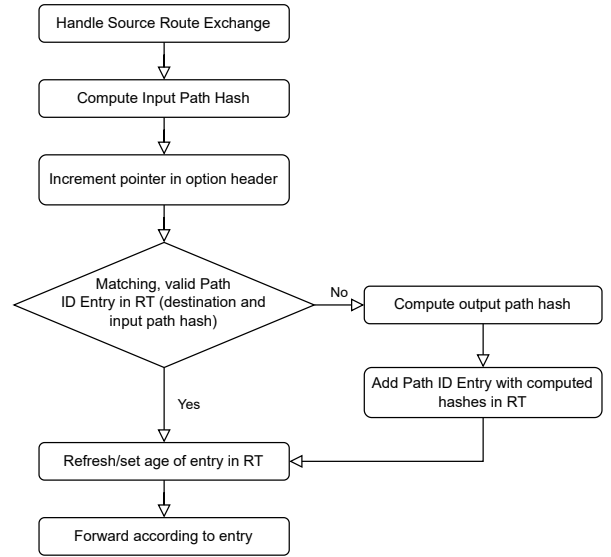 Handle Source Route Exchange
Compute Input Path Hash
Increment pointer in option header
Matching, valid Path
ID Entry in RT (destination and
input path hash)
No
Compute output path hash
Add Path ID Entry with computed
hashes in RT
Yes
Refresh/set age of entry in RT
Forward according to entry